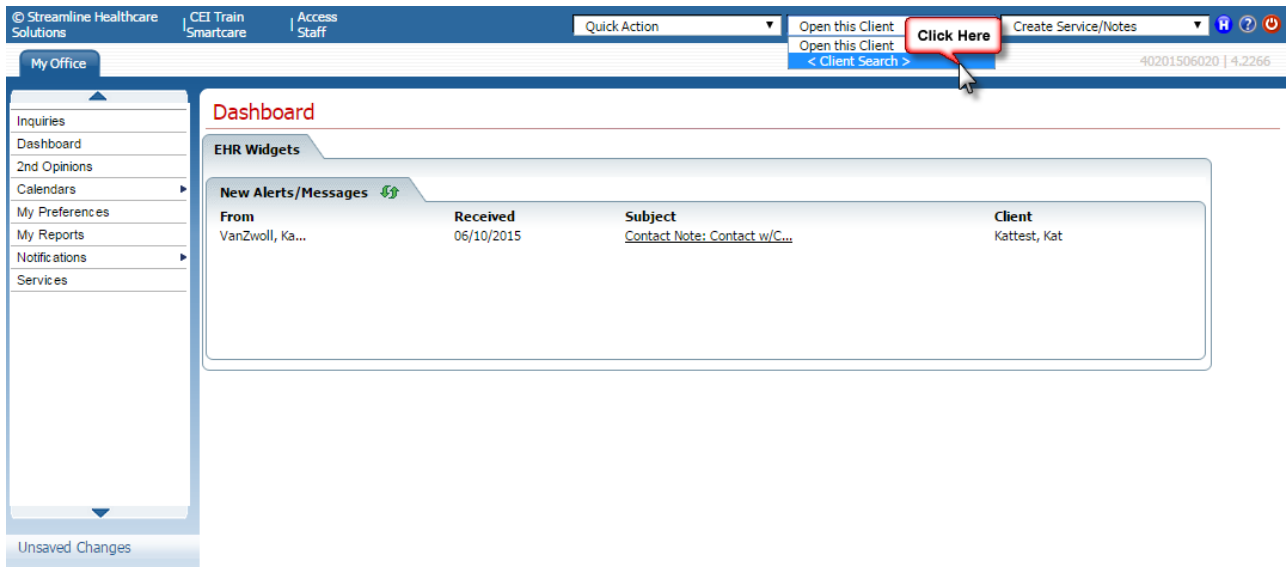 © Streamline Healthcare Solutions | CEI Train Smartcare | Access Staff
Quick Action
Open this Client
Click Here
Create Service/Notes
H ?
Open this Client
< Client Search >
My Office
40201506020 | 4.2266
Inquiries
Dashboard
2nd Opinions
Calendars
My Preferences
My Reports
Notifications
Services
Unsaved Changes
Dashboard
EHR Widgets
New Alerts/Messages
From Received Subject Client
VanZwoll, Ka... 06/10/2015 Contact Note: Contact w/C... Kattest, Kat